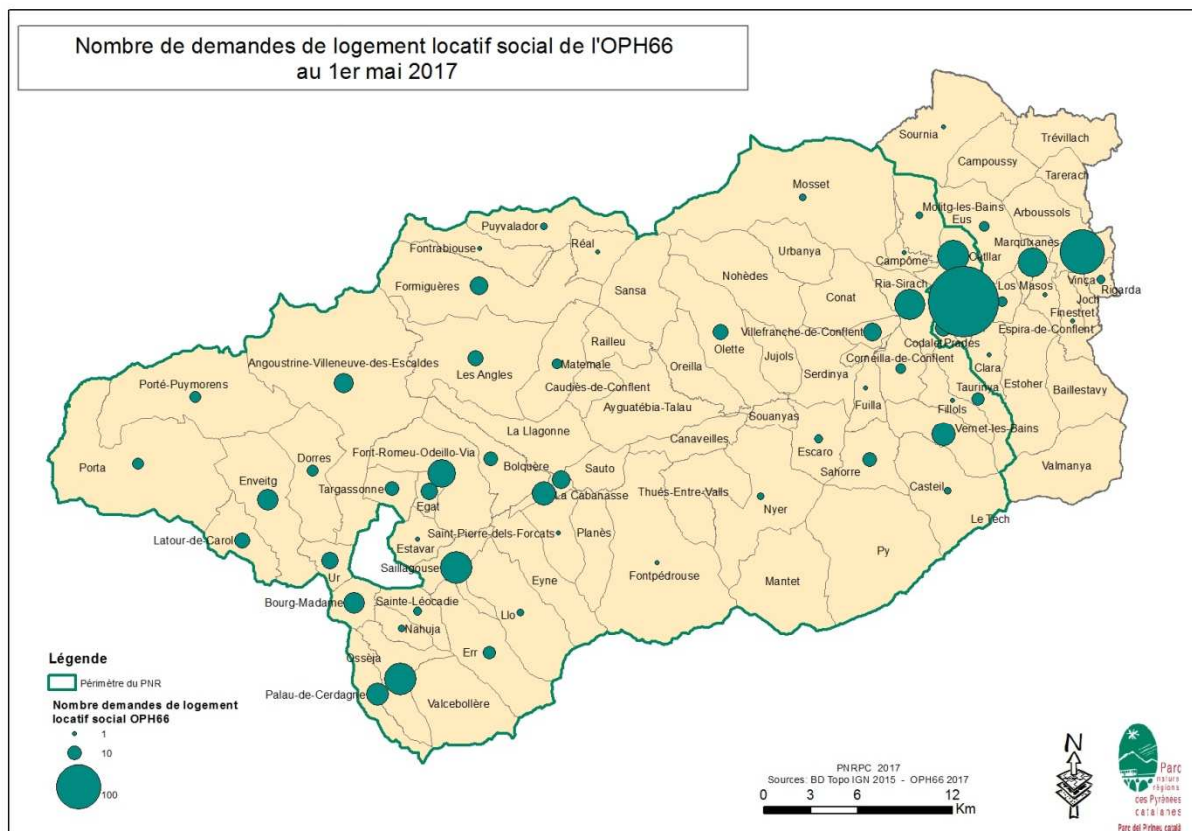 Nombre de demandes de logement locatif social de l'OPH66
au 1er mai 2017
Sournia
Trévillach
Campoussy
Tarerach
Mosset
Molitg-les-Bains
Eus
Arboussols
Puyvalador
Réal
Fontrabiouse
Urbanya
Campôme
Catllar
Marquixanes
Formiguères
Sansa
Nohèdes
Conat
Ria-Sirach
Los Masos
Vinça
Rigarda
Joch
Finestret
Espira-de-Conflent
Villefranche-de-Conflent
Codalet
Prades
Olette
Railleu
Angoustrine-Villeneuve-des-Escaldes
Les Angles
Matemale
Oreilla
Jujols
Corneilla-de-Conflent
Clara
Serdinya
Estoher
Baillestavy
Porté-Puymorens
Caudiès-de-Conflent
Taurinya
Ayguatébia-Talau
Souanyas
Fuilla
Fillols
La Llagonne
Canaveilles
Vernet-les-Bains
Font-Romeu-Odeillo-Via
Escaro
Porta
Dorres
Bolquère
Sauto
Sahorre
Valmanya
Enveitg
Targassonne
Egat
La Cabanasse
Thués-Entre-Valls
Nyer
Casteil
Le Tech
Saint-Pierre-dels-Forcats
Planès
Latour-de-Carol
Estavar
Py
Saillagouse
Ur
Eyne
Fontpédrouse
Mantet
Bourg-Madame
Sainte-Léocadie
Llo
Nahuja
Err
Osséja
Palau-de-Cerdagne
Valcebollère
Légende
Périmètre du PNR
Nombre demandes de logement
locatif social OPH66
1
10
100
PNRPC 2017
Sources: BD Topo IGN 2015 - OPH66 2017
0 3 6 12
Km
N
Parc
naturel
régional
des Pyrénées
catalanes
Parc del Pirineu català